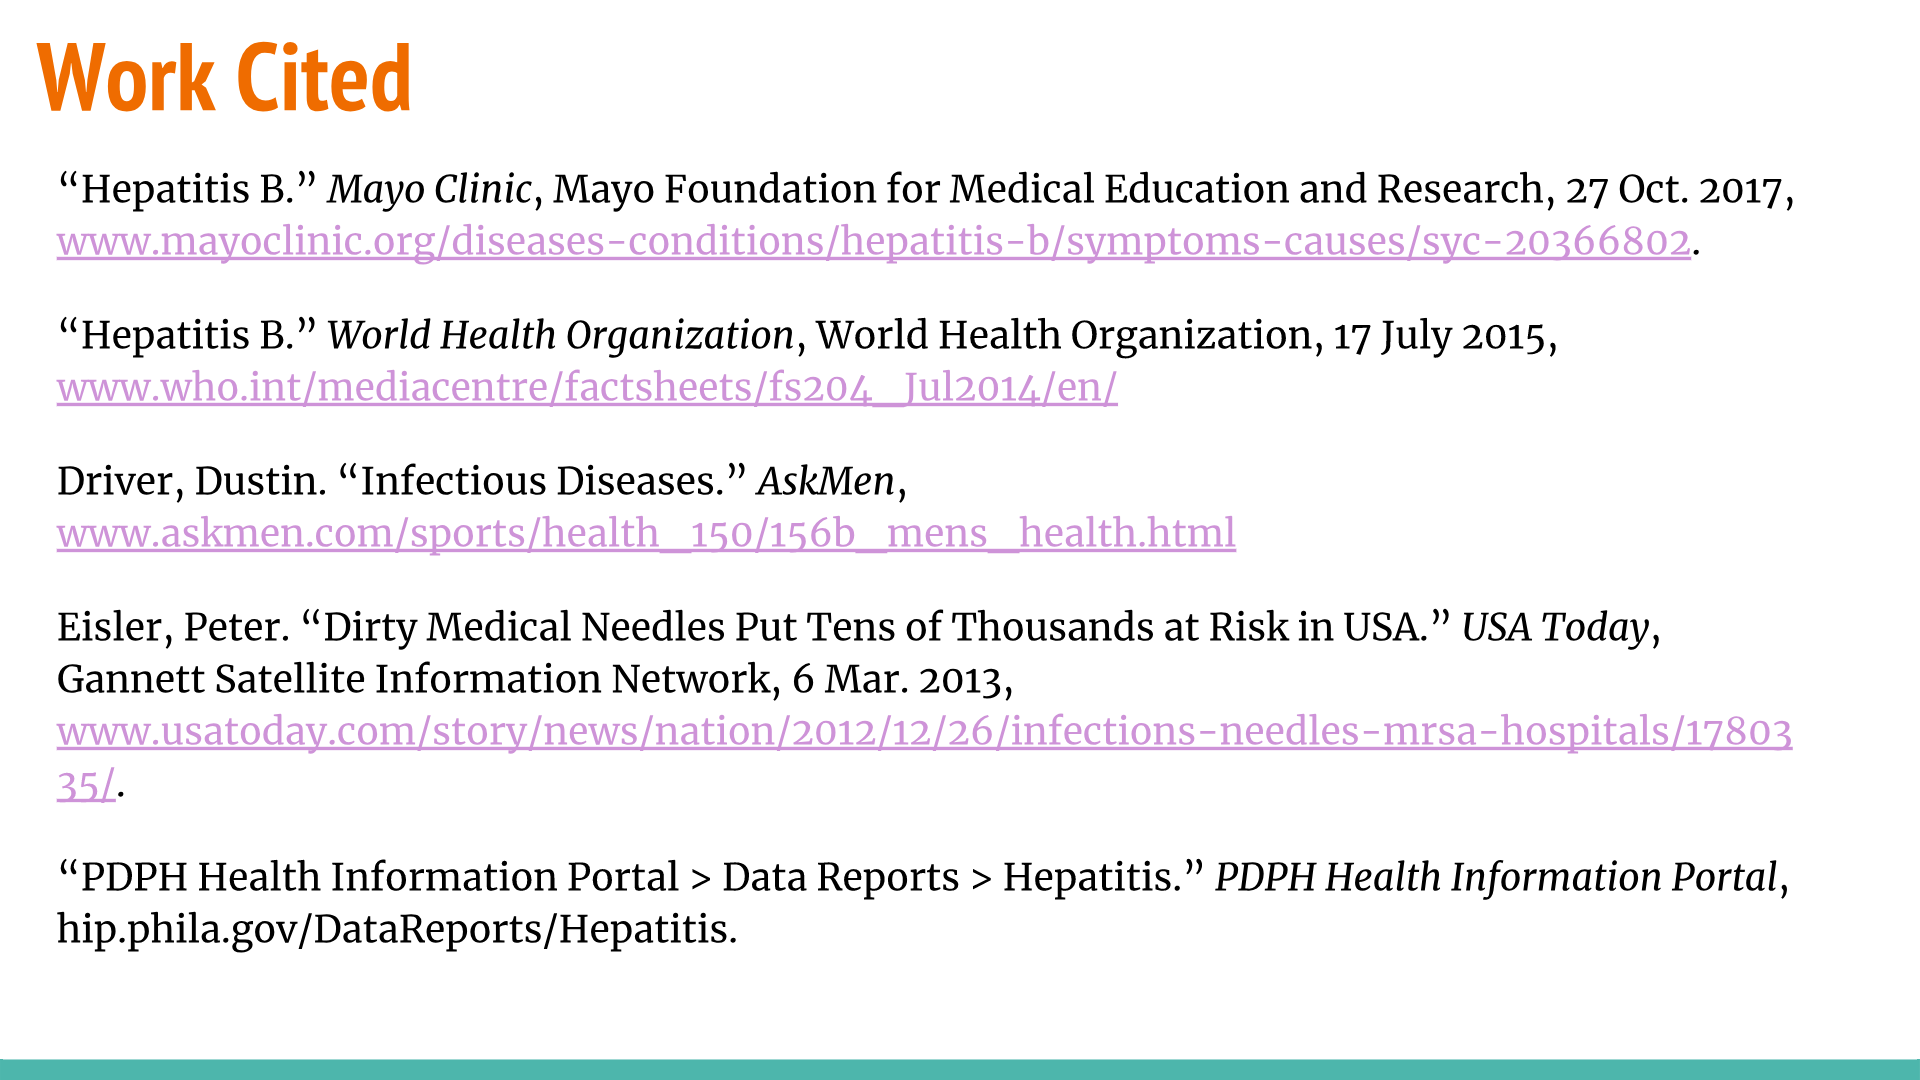 Work Cited
“Hepatitis B.” Mayo Clinic, Mayo Foundation for Medical Education and Research, 27 Oct. 2017,
www.mayoclinic.org/diseases-conditions/hepatitis-b/symptoms-causes/syc-20366802.
“Hepatitis B.” World Health Organization, World Health Organization, 17 July 2015,
www.who.int/mediacentre/factsheets/fs204_Jul2014/en/
Driver, Dustin. “Infectious Diseases.” AskMen,
www.askmen.com/sports/health_150/156b_mens_health.html
Eisler, Peter. “Dirty Medical Needles Put Tens of Thousands at Risk in USA.” USA Today,
Gannett Satellite Information Network, 6 Mar. 2013,
www.usatoday.com/story/news/nation/2012/12/26/infections-needles-mrsa-hospitals/17803
35/.
“PDPH Health Information Portal > Data Reports > Hepatitis.” PDPH Health Information Portal,
hip.phila.gov/DataReports/Hepatitis.